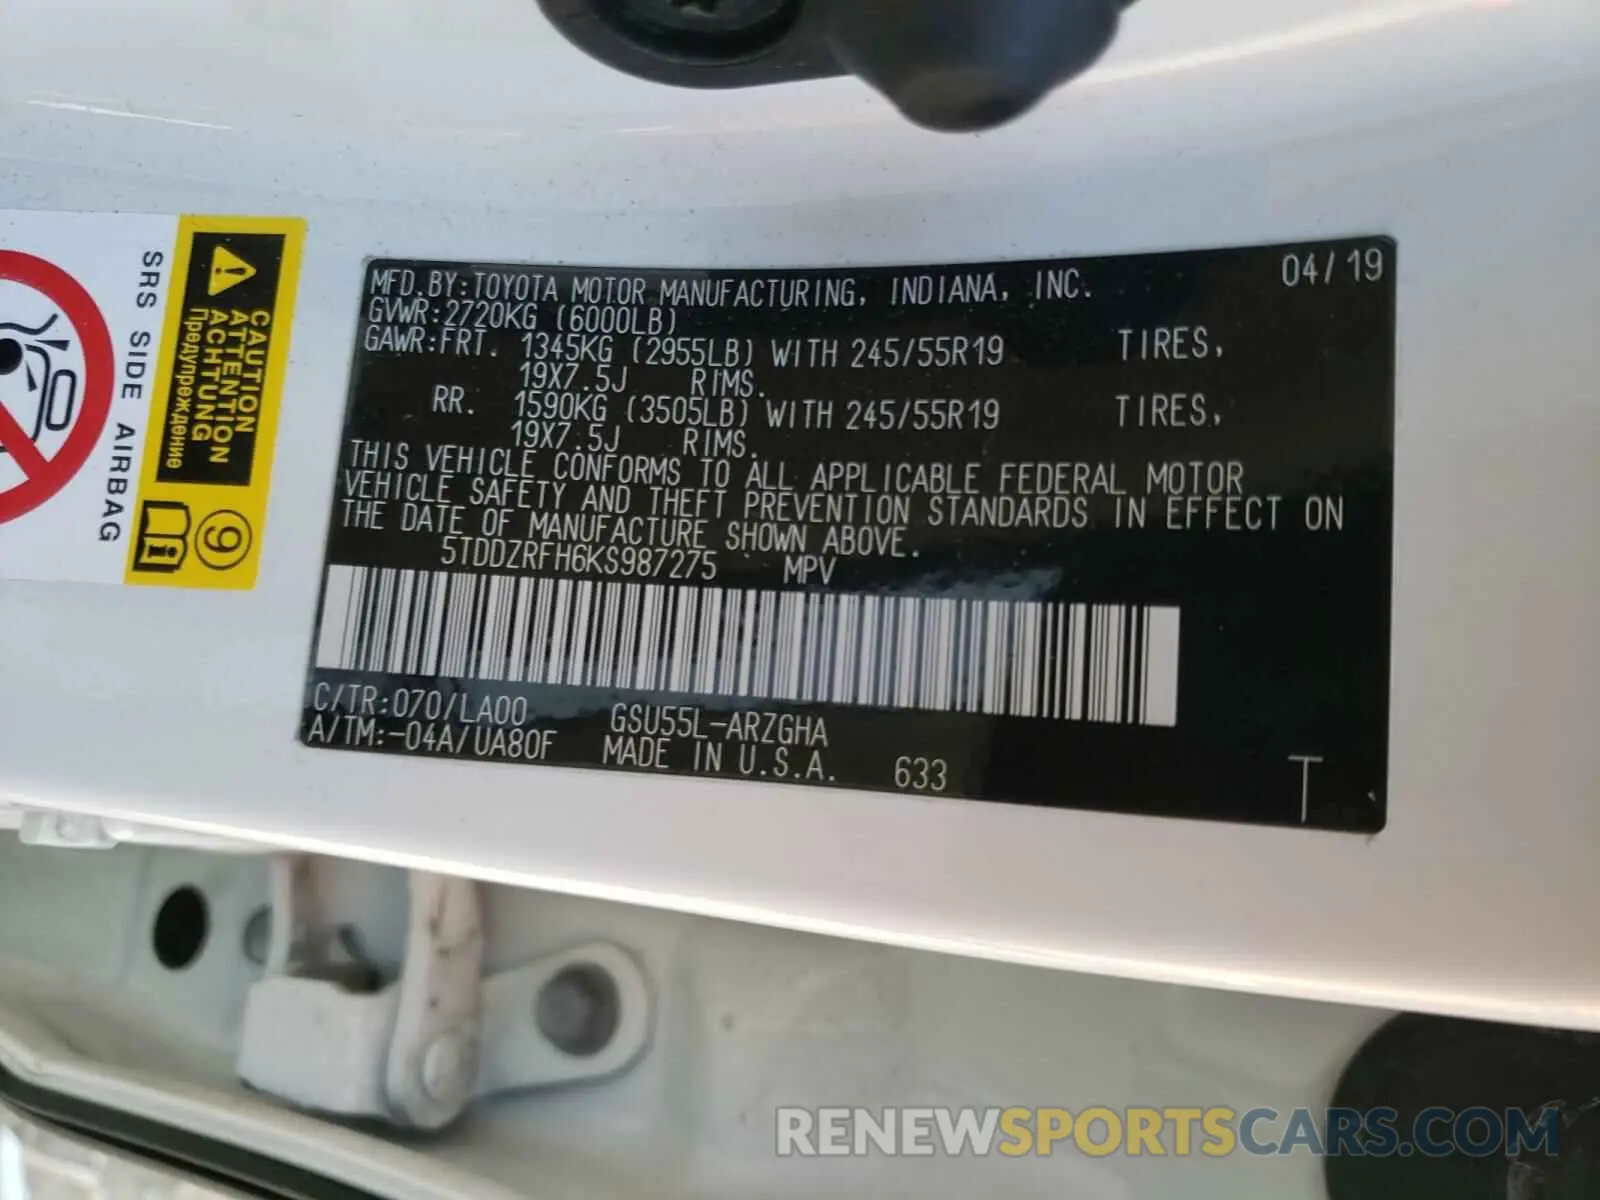 MFD.BY:TOYOTA MOTOR MANUFACTURING, INDIANA, INC. 04/19
GVWR:2720KG (6000LB)
GAWR:FRT. 1345KG (2955LB) WITH 245/55R19 TIRES,
19X7.5J RIMS.
RR. 1590KG (3505LB) WITH 245/55R19 TIRES,
19X7.5J RIMS.
THIS VEHICLE CONFORMS TO ALL APPLICABLE FEDERAL MOTOR
VEHICLE SAFETY AND THEFT PREVENTION STANDARDS IN EFFECT ON
THE DATE OF MANUFACTURE SHOWN ABOVE.
5TDDZRFH6KS987275 MPV
C/TR:070/LA00 GSU55L-ARZGHA
A/TM:-04A/UA80F MADE IN U.S.A. 633 T
CAUTION
ATTENTION
ACHTUNG
Предупреждение
9
i
SRS SIDE AIRBAG
RENEWSPORTSCARS.COM